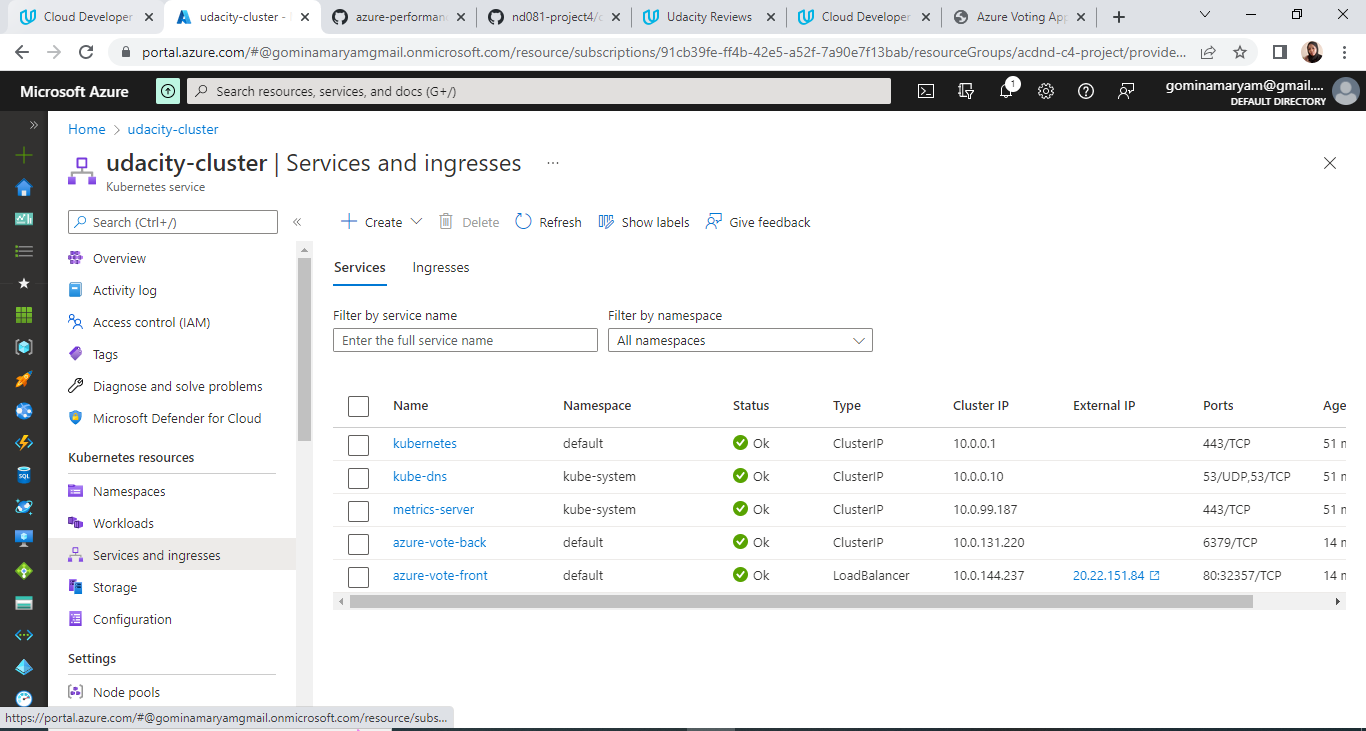 Cloud Developer
udacity-cluster -
azure-performan
nd081-project4/c
Udacity Reviews
Cloud Developer
Azure Voting App
portal.azure.com/#@gominamaryamgmail.onmicrosoft.com/resource/subscriptions/91cb39fe-ff4b-42e5-a52f-7a90e7f13bab/resourceGroups/acdnd-c4-project/provide...
Microsoft Azure
Search resources, services, and docs (G+/)
1
gominamaryam@gmail....
DEFAULT DIRECTORY
Home > udacity-cluster
udacity-cluster | Services and ingresses ...
Kubernetes service
Search (Ctrl+/)
Overview
Activity log
Access control (IAM)
Tags
Diagnose and solve problems
Microsoft Defender for Cloud
Kubernetes resources
Namespaces
Workloads
Services and ingresses
Storage
Configuration
Settings
Node pools
Create Delete Refresh Show labels Give feedback
Services Ingresses
Filter by service name Filter by namespace
Enter the full service name All namespaces
Name Namespace Status Type Cluster IP External IP Ports Age
kubernetes default Ok ClusterIP 10.0.0.1 443/TCP 51 m
kube-dns kube-system Ok ClusterIP 10.0.0.10 53/UDP,53/TCP 51 m
metrics-server kube-system Ok ClusterIP 10.0.99.187 443/TCP 51 m
azure-vote-back default Ok ClusterIP 10.0.131.220 6379/TCP 14 m
azure-vote-front default Ok LoadBalancer 10.0.144.237 20.22.151.84 80:32357/TCP 14 m
https://portal.azure.com/#@gominamaryamgmail.onmicrosoft.com/resource/subs...